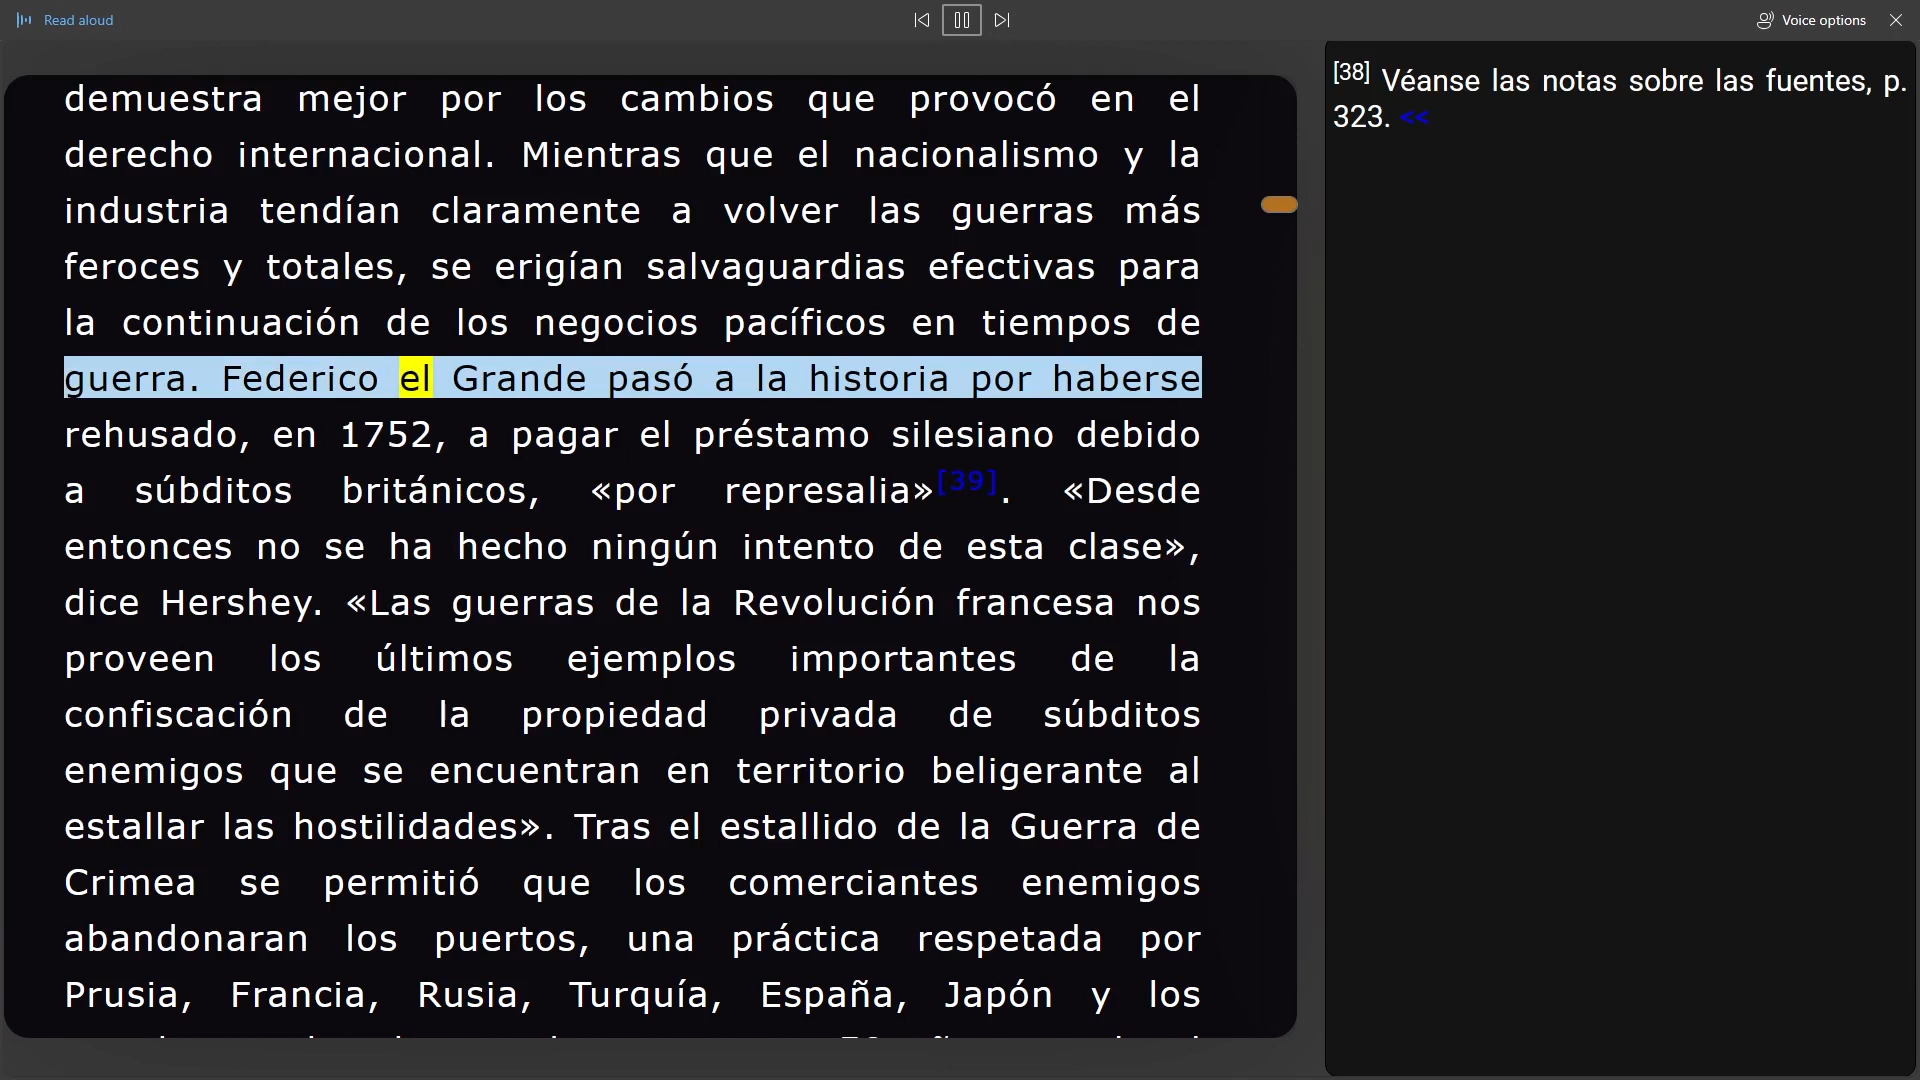 Read aloud
Voice options
demuestra mejor por los cambios que provocó en el
derecho internacional. Mientras que el nacionalismo y la
industria tendían claramente a volver las guerras más
feroces y totales, se erigían salvaguardias efectivas para
la continuación de los negocios pacíficos en tiempos de
guerra. Federico el Grande pasó a la historia por haberse
rehusado, en 1752, a pagar el préstamo silesiano debido
a súbditos británicos, «por represalia»[39]. «Desde
entonces no se ha hecho ningún intento de esta clase»,
dice Hershey. «Las guerras de la Revolución francesa nos
proveen los últimos ejemplos importantes de la
confiscación de la propiedad privada de súbditos
enemigos que se encuentran en territorio beligerante al
estallar las hostilidades». Tras el estallido de la Guerra de
Crimea se permitió que los comerciantes enemigos
abandonaran los puertos, una práctica respetada por
Prusia, Francia, Rusia, Turquía, España, Japón y los
[38] Véanse las notas sobre las fuentes, p.
323. <<